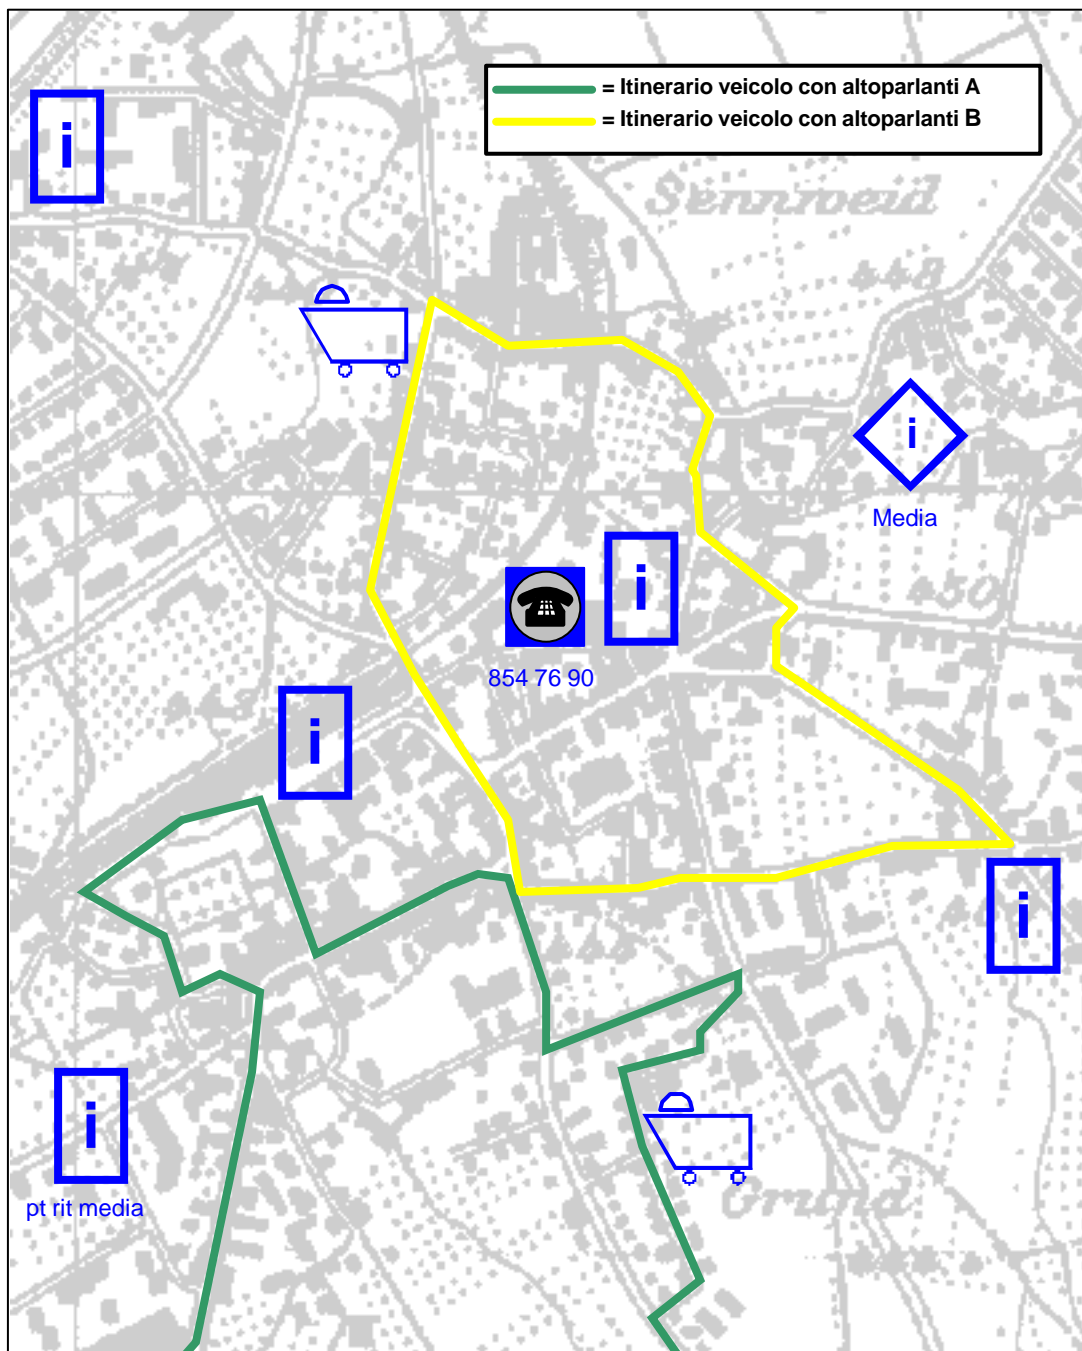 = Itinerario veicolo con altoparlanti A
= Itinerario veicolo con altoparlanti B
i
i
Media
i
854 76 90
i
i
i
pt rit media